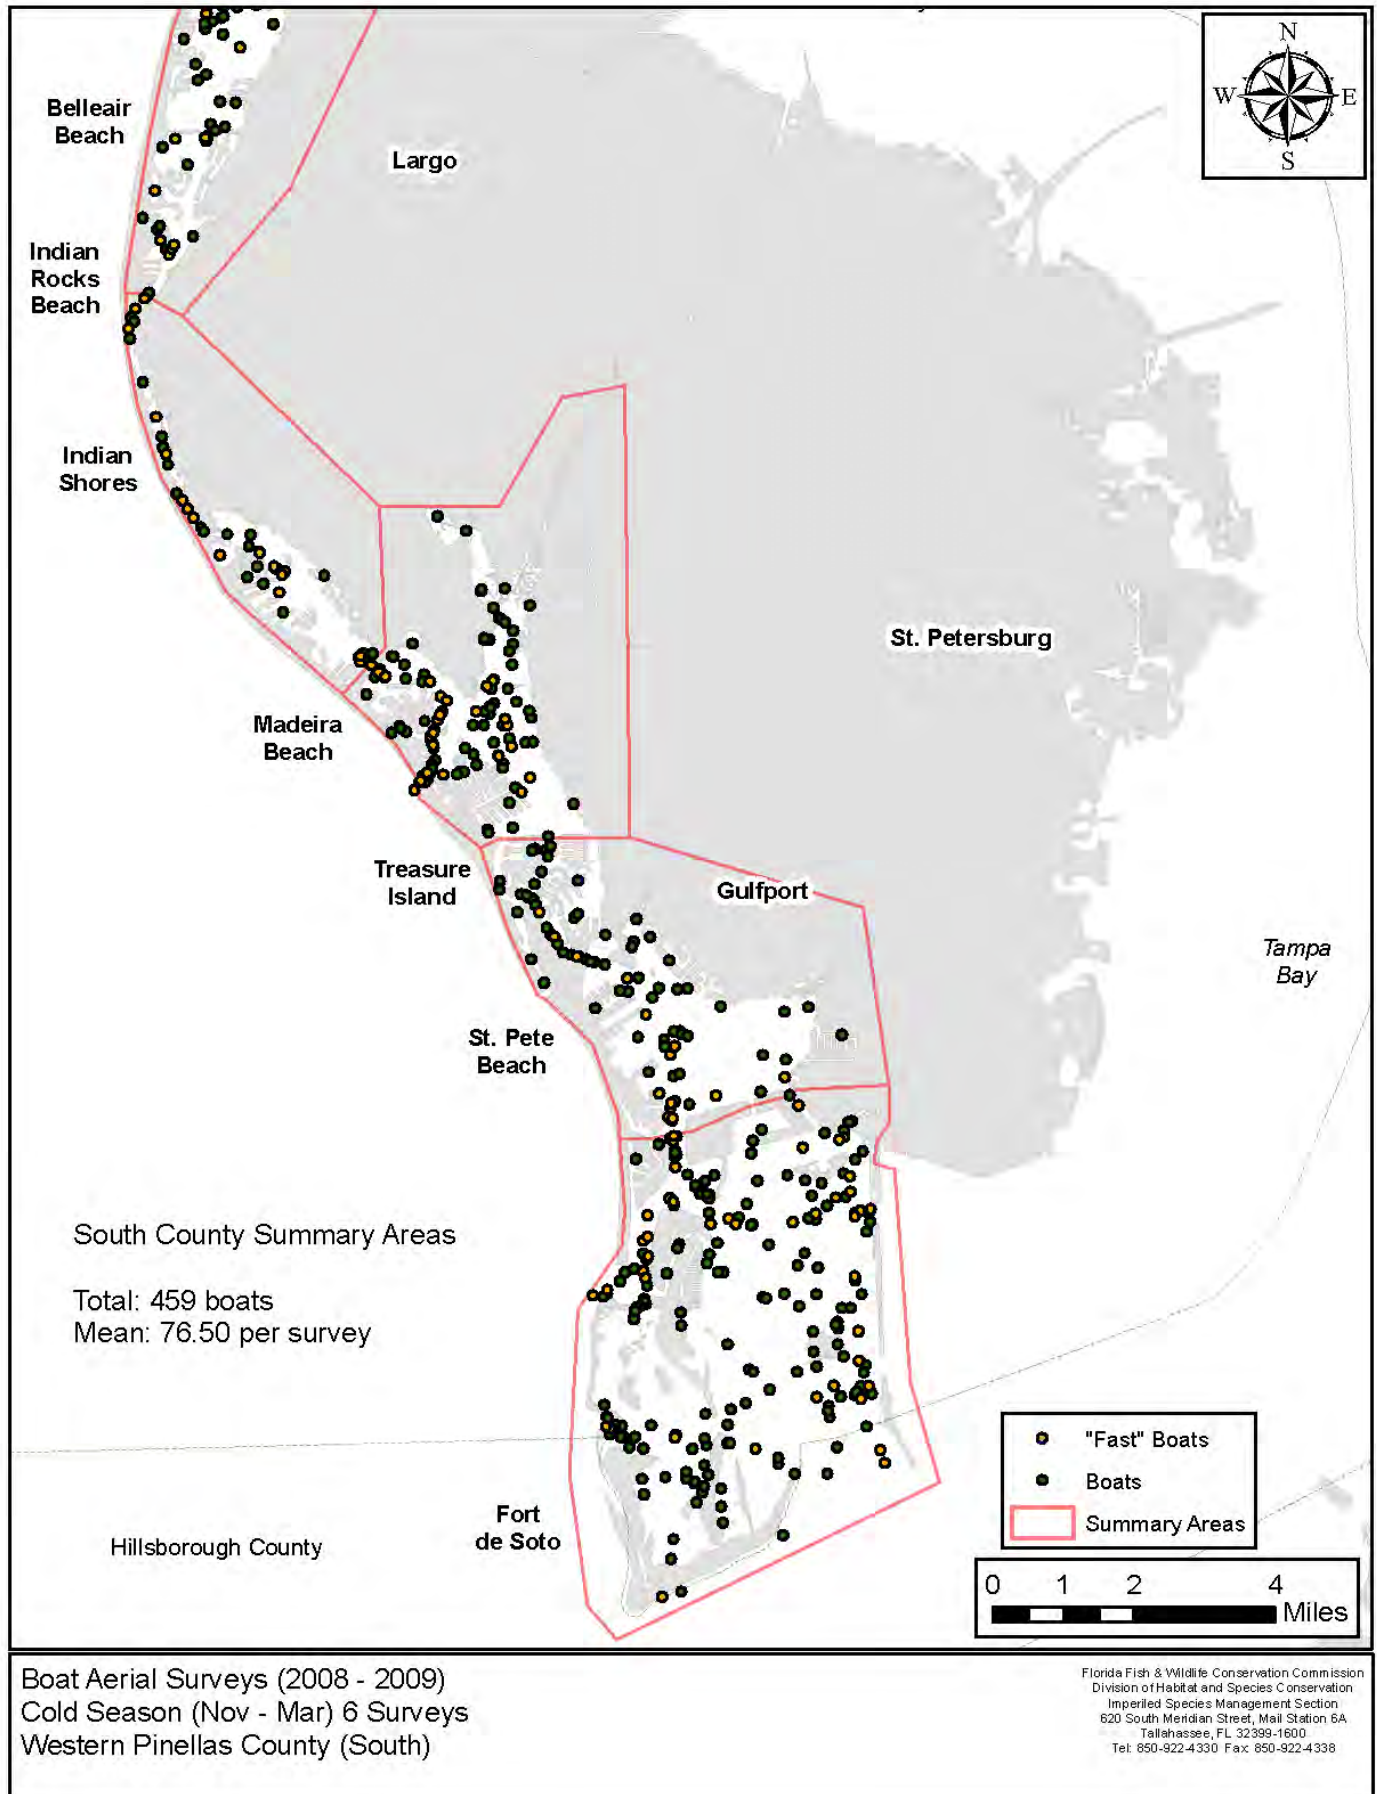 N
W E
S
Belleair
Beach
Largo
Indian
Rocks
Beach
Indian
Shores
St. Petersburg
Madeira
Beach
Treasure
Island
Gulfport
Tampa
Bay
St. Pete
Beach
South County Summary Areas
Total: 459 boats
Mean: 76.50 per survey
Fort
de Soto
Hillsborough County
"Fast" Boats
Boats
Summary Areas
0 1 2 4
Miles
Boat Aerial Surveys (2008 - 2009)
Cold Season (Nov - Mar) 6 Surveys
Western Pinellas County (South)
Florida Fish & Wildlife Conservation Commission
Division of Habitat and Species Conservation
Imperiled Species Management Section
620 South Meridian Street, Mail Station 6A
Tallahassee, FL 32399-1600
Tel: 850-922-4330 Fax: 850-922-4338